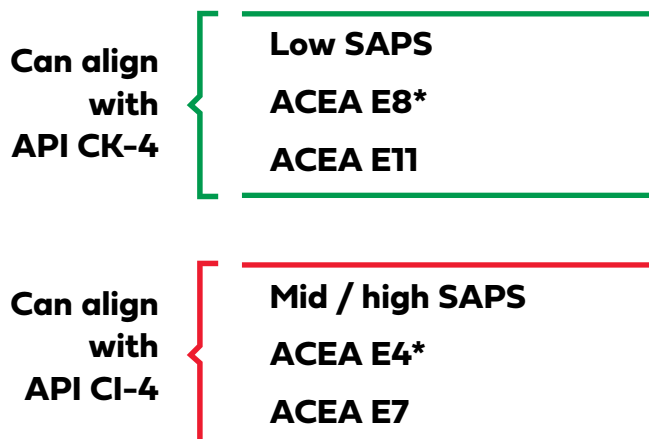 Can align
with
API CK-4
Low SAPS
ACEA E8*
ACEA E11
Can align
with
API CI-4
Mid / high SAPS
ACEA E4*
ACEA E7